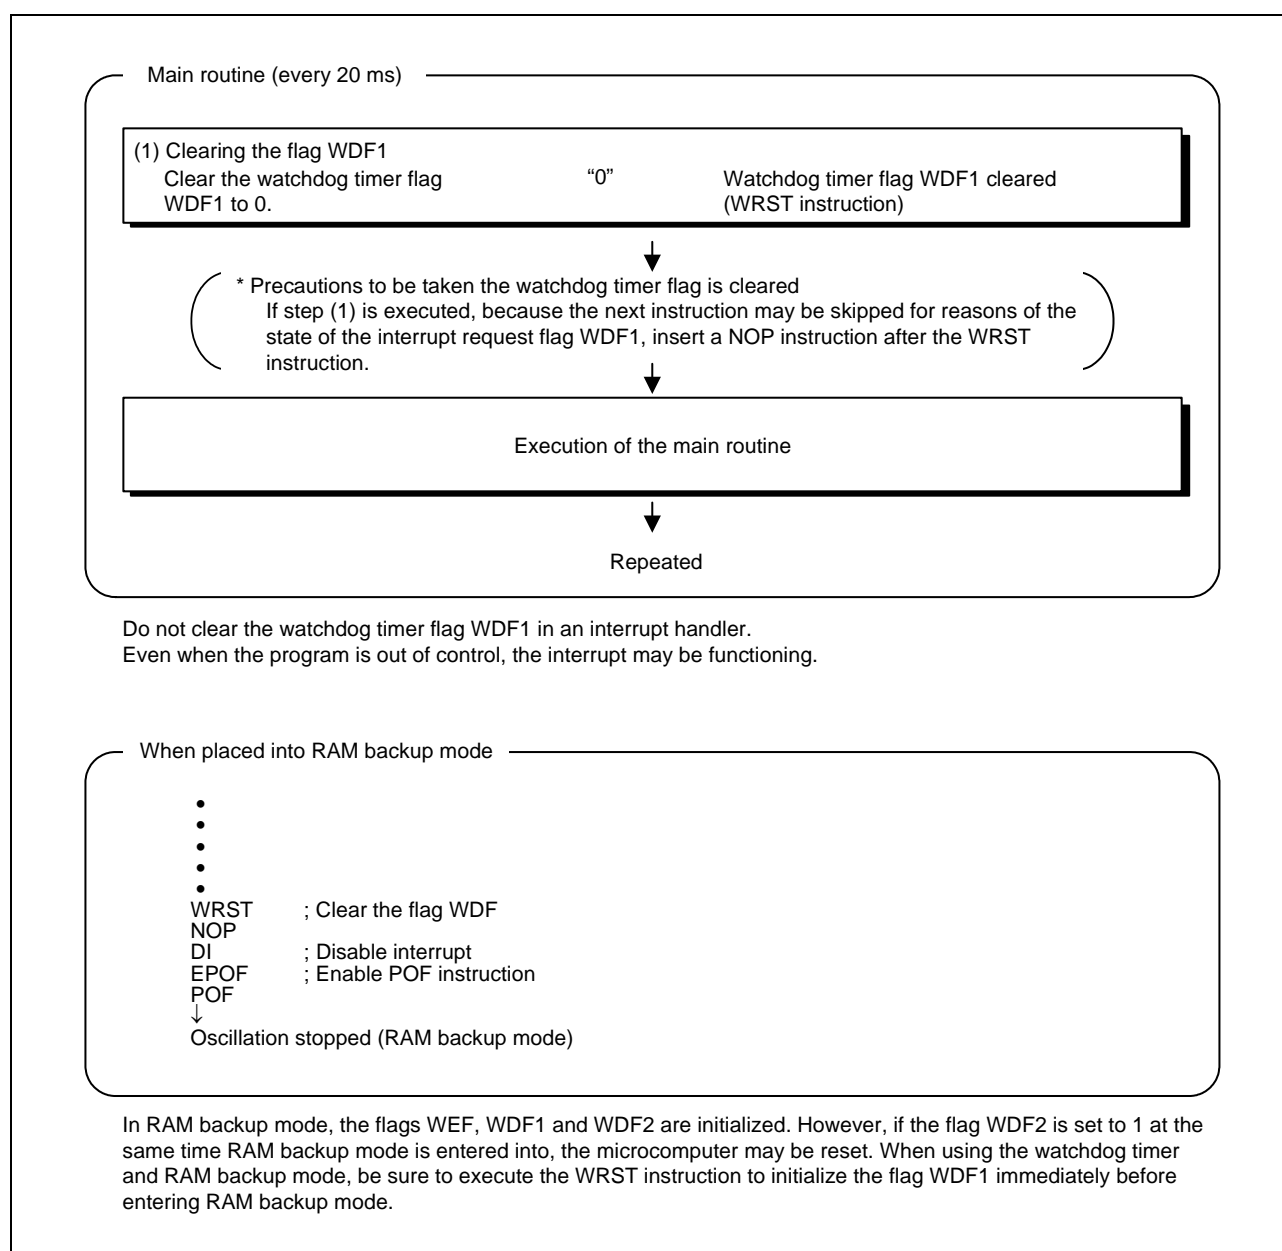 Main routine (every 20 ms)
(1) Clearing the flag WDF1
Clear the watchdog timer flag “0” Watchdog timer flag WDF1 cleared
WDF1 to 0. (WRST instruction)
* Precautions to be taken the watchdog timer flag is cleared
If step (1) is executed, because the next instruction may be skipped for reasons of the
state of the interrupt request flag WDF1, insert a NOP instruction after the WRST
instruction.
Execution of the main routine
Repeated
Do not clear the watchdog timer flag WDF1 in an interrupt handler.
Even when the program is out of control, the interrupt may be functioning.
When placed into RAM backup mode
•
•
•
•
•
WRST ; Clear the flag WDF
NOP
DI ; Disable interrupt
EPOF ; Enable POF instruction
POF
↓
Oscillation stopped (RAM backup mode)
In RAM backup mode, the flags WEF, WDF1 and WDF2 are initialized. However, if the flag WDF2 is set to 1 at the
same time RAM backup mode is entered into, the microcomputer may be reset. When using the watchdog timer
and RAM backup mode, be sure to execute the WRST instruction to initialize the flag WDF1 immediately before
entering RAM backup mode.